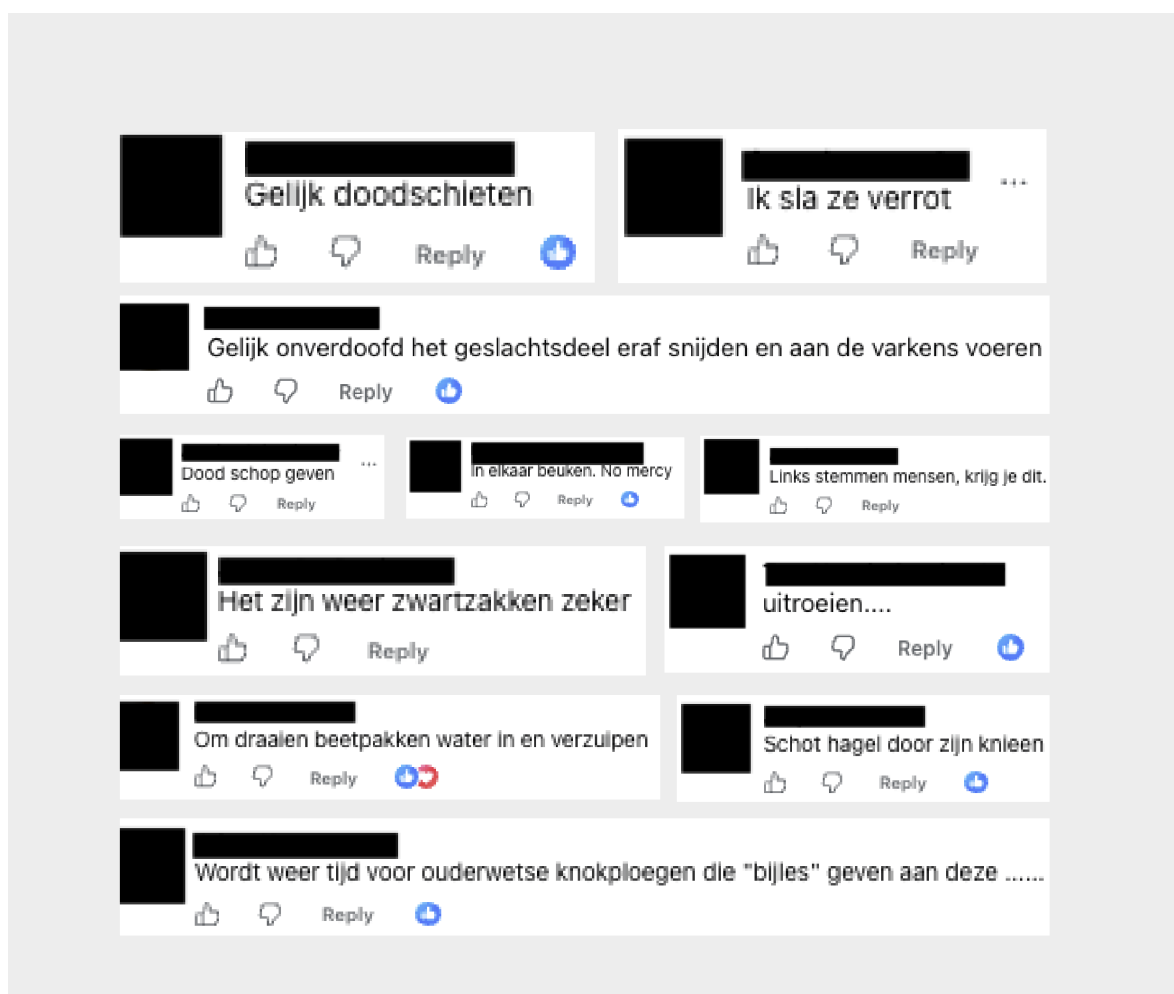 Gelijk doodschieten
Reply
Ik sla ze verrot
Reply
Gelijk onverdoofd het geslachtsdeel eraf snijden en aan de varkens voeren
Reply
Dood schop geven
Reply
In elkaar beuken. No mercy
Reply
Links stemmen mensen, krijg je dit.
Reply
Het zijn weer zwartzakken zeker
Reply
uitroeien....
Reply
Om draaien beetpakken water in en verzuipen
Reply
Schot hagel door zijn knieen
Reply
Wordt weer tijd voor ouderwetse knokploegen die "bijles" geven aan deze ......
Reply